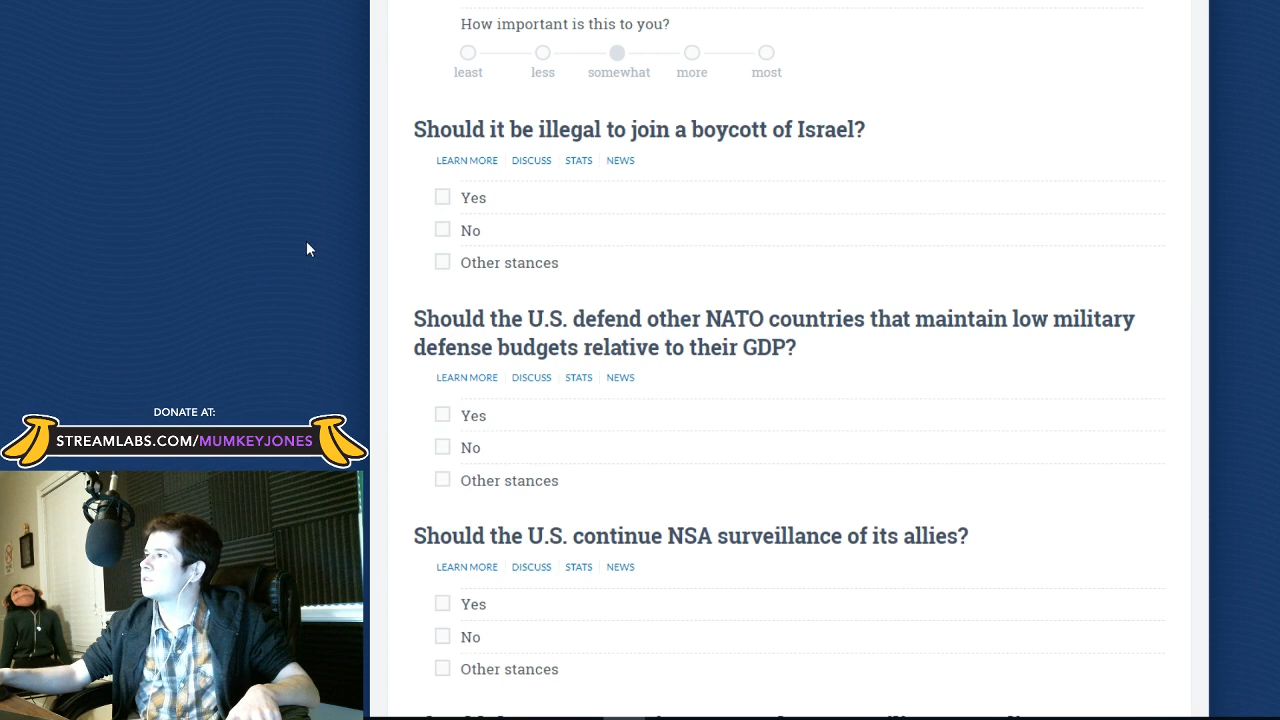 How important is this to you?
least less somewhat more most
Should it be illegal to join a boycott of Israel?
LEARN MORE DISCUSS STATS NEWS
Yes
No
Other stances
Should the U.S. defend other NATO countries that maintain low military
defense budgets relative to their GDP?
LEARN MORE DISCUSS STATS NEWS
Yes
No
Other stances
Should the U.S. continue NSA surveillance of its allies?
LEARN MORE DISCUSS STATS NEWS
Yes
No
Other stances
DONATE AT:
STREAMLABS.COM/MUMKEYJONES